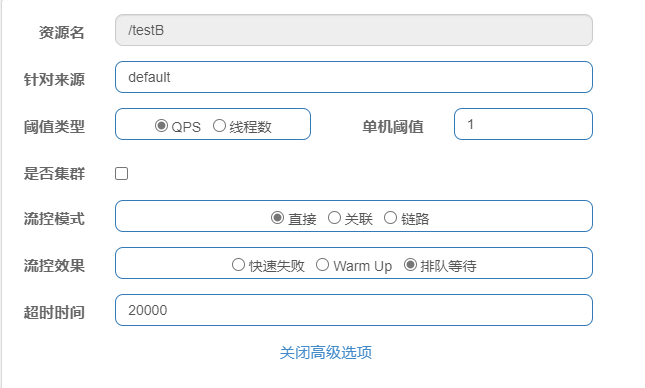 资源名 /testB
针对来源 default
阈值类型 QPS 线程数 单机阈值 1
是否集群
流控模式 直接 关联 链路
流控效果 快速失败 Warm Up 排队等待
超时时间 20000
关闭高级选项